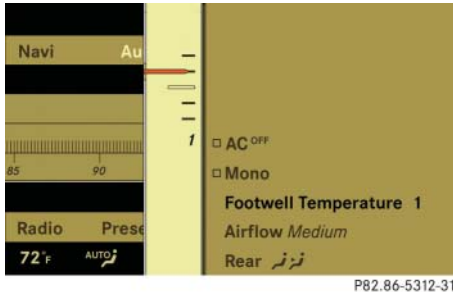 Navi Au
1
AC OFF
85 90
Mono
Footwell Temperature 1
Radio Prese
Airflow Medium
72°F AUTO
Rear
P82.86-5312-31